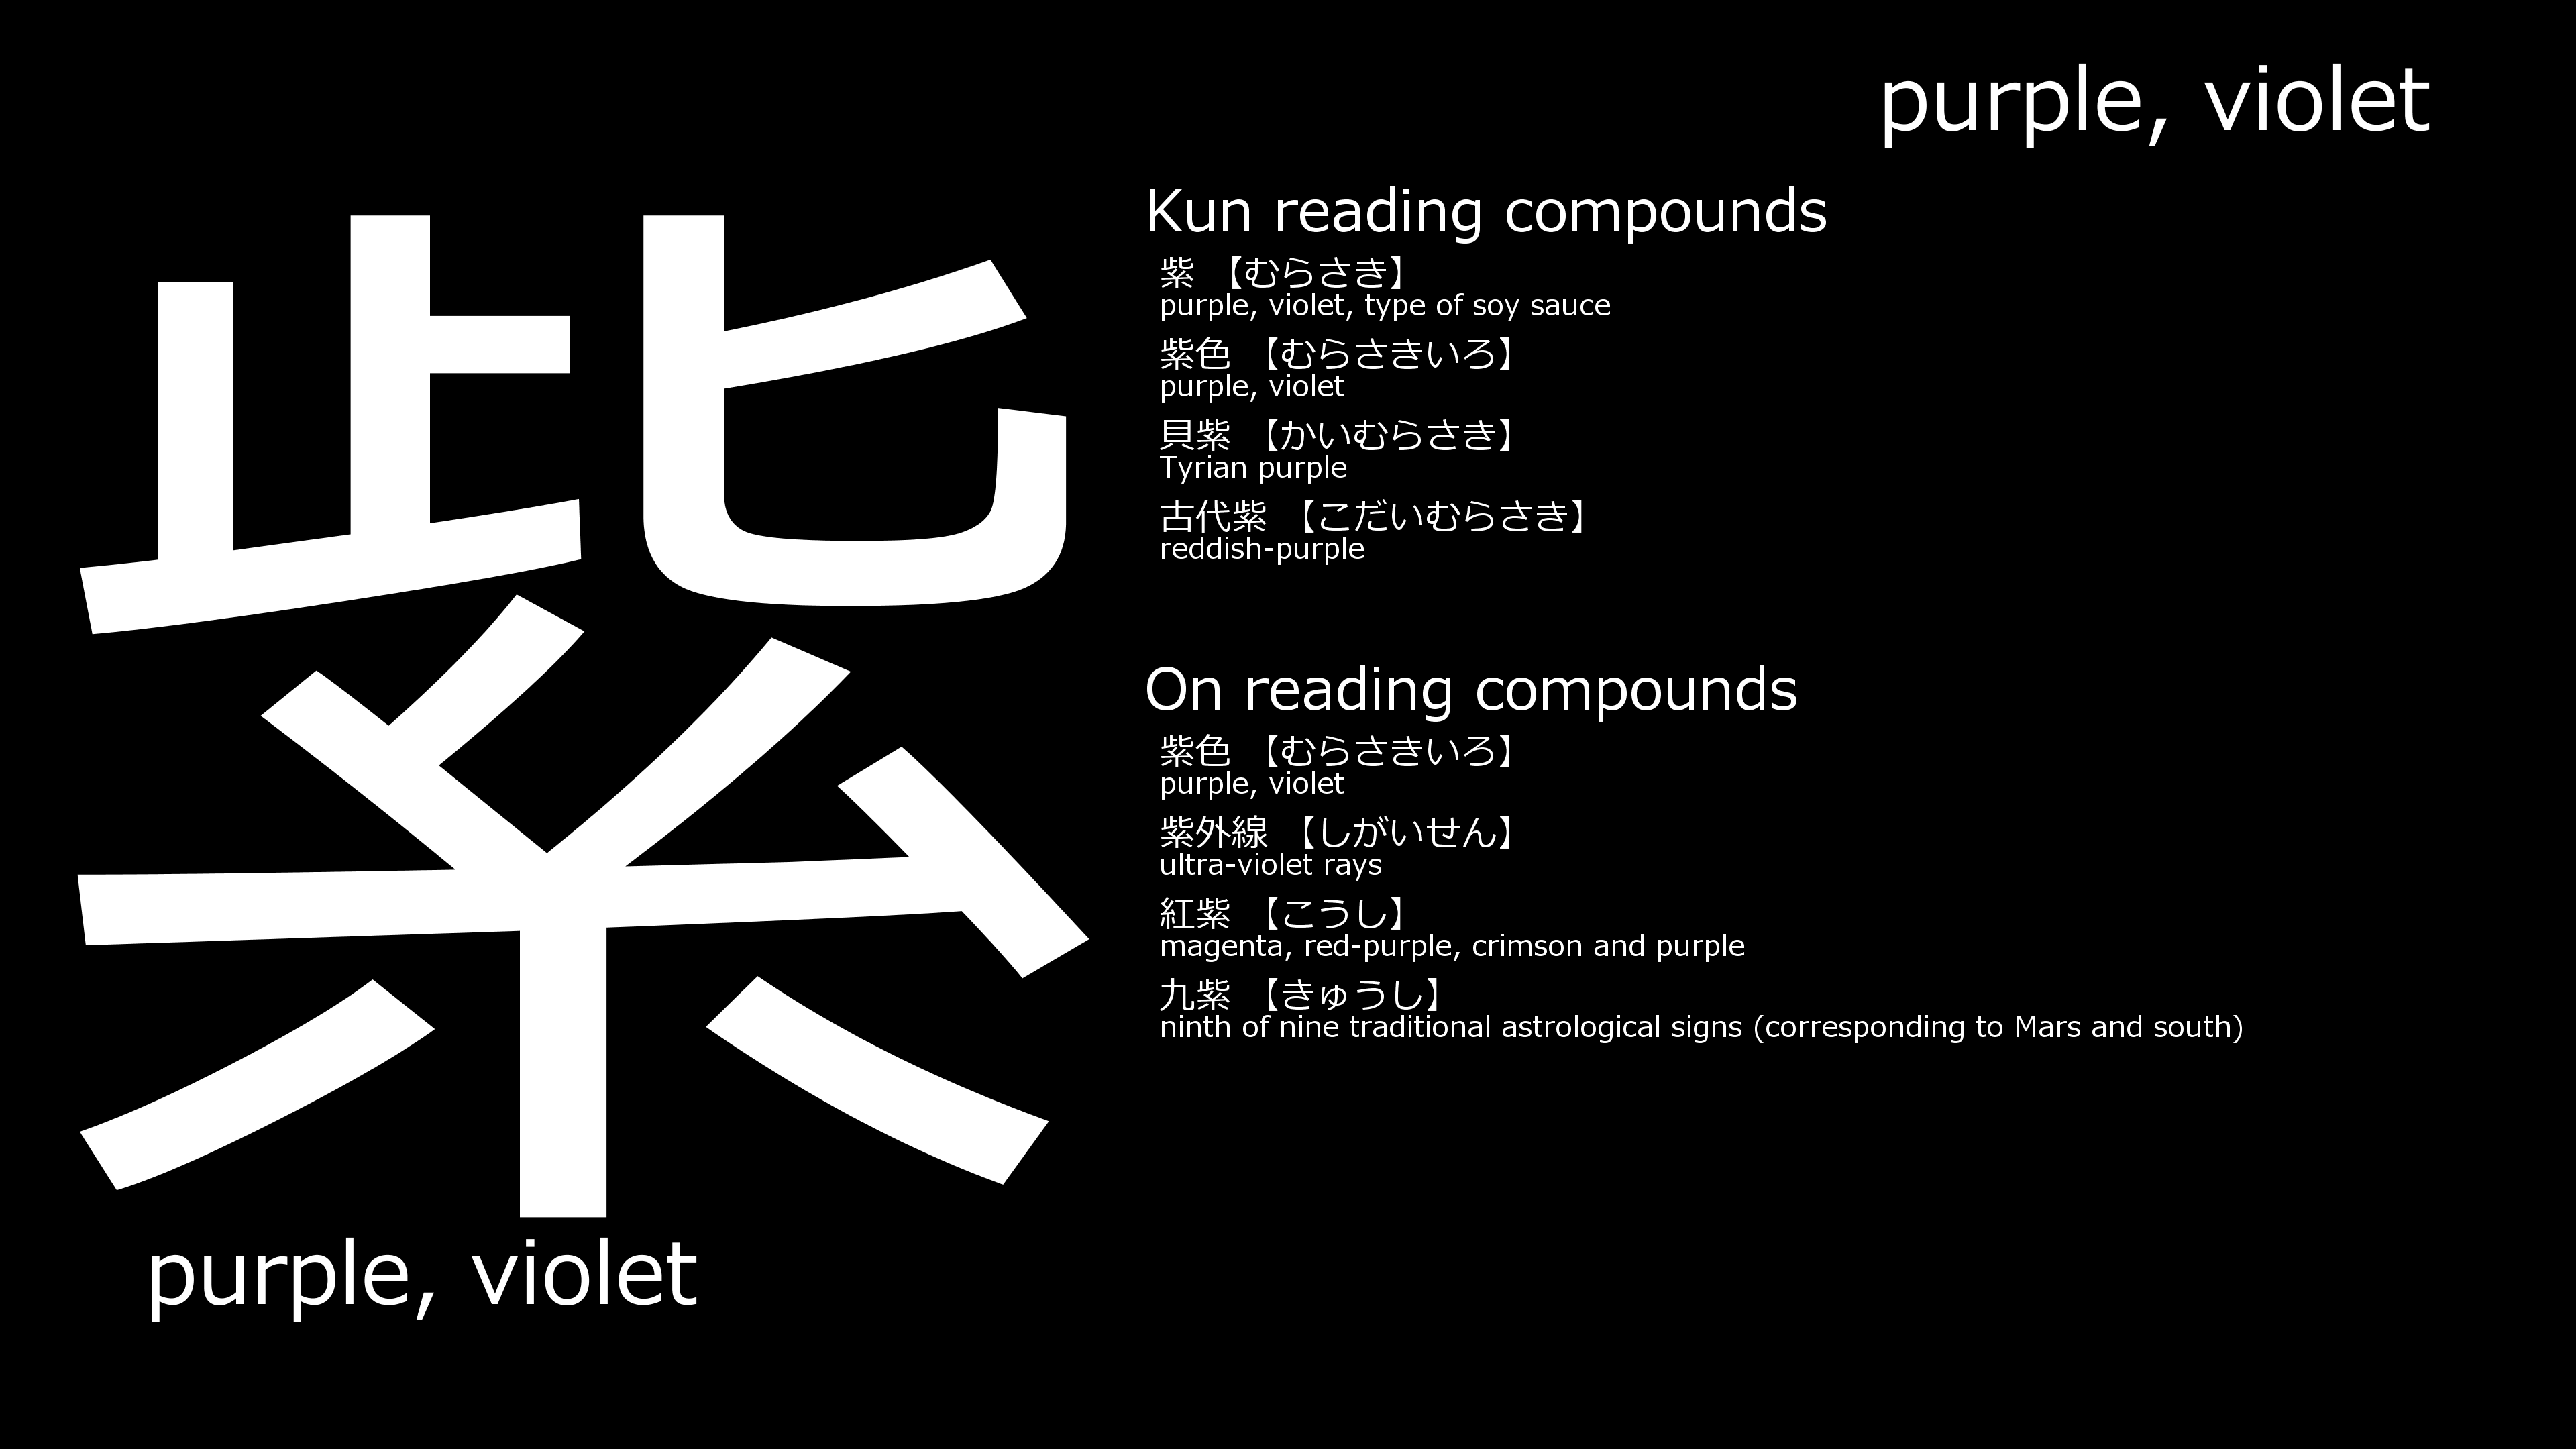 purple, violet
紫
purple, violet
Kun reading compounds
紫 【むらさき】
purple, violet, type of soy sauce
紫色 【むらさきいろ】
purple, violet
貝紫 【かいむらさき】
Tyrian purple
古代紫 【こだいむらさき】
reddish-purple
On reading compounds
紫色 【むらさきいろ】
purple, violet
紫外線 【しがいせん】
ultra-violet rays
紅紫 【こうし】
magenta, red-purple, crimson and purple
九紫 【きゅうし】
ninth of nine traditional astrological signs (corresponding to Mars and south)